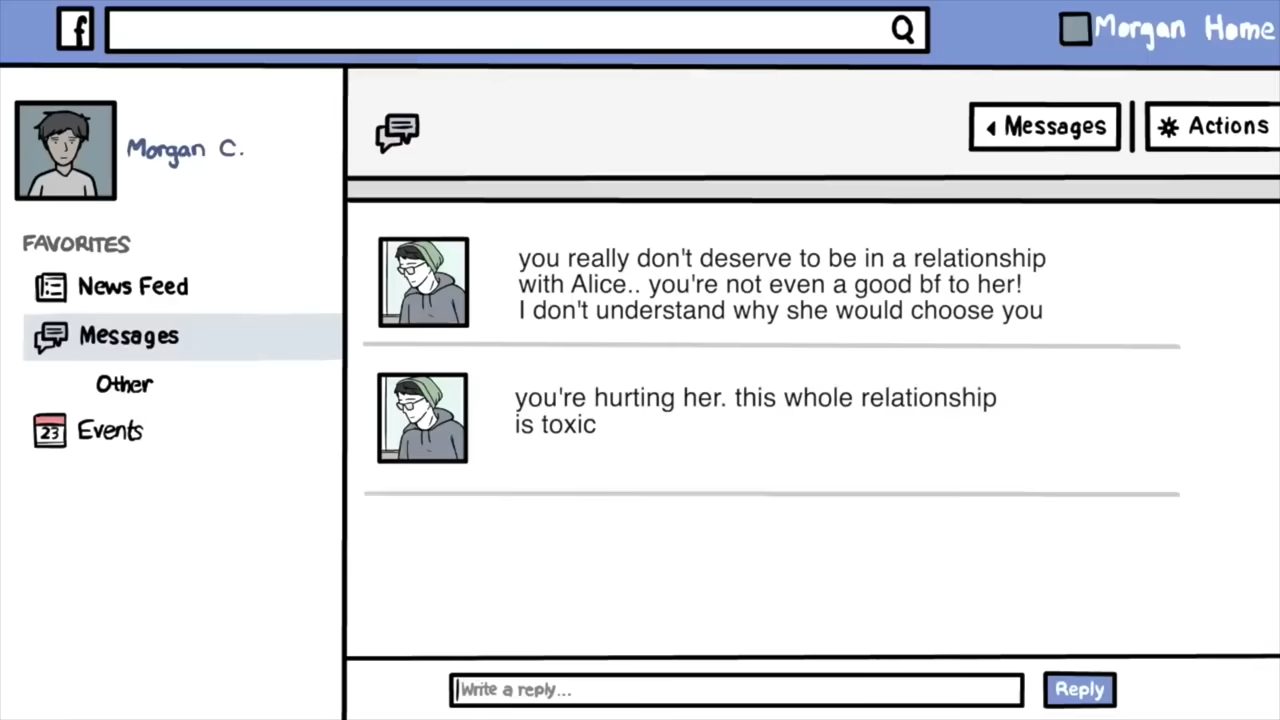 f
Morgan Home
Morgan C.
Messages
Actions
FAVORITES
News Feed
Messages
Other
23
Events
you really don't deserve to be in a relationship
with Alice.. you're not even a good bf to her!
I don't understand why she would choose you
you're hurting her. this whole relationship
is toxic
Write a reply...
Reply